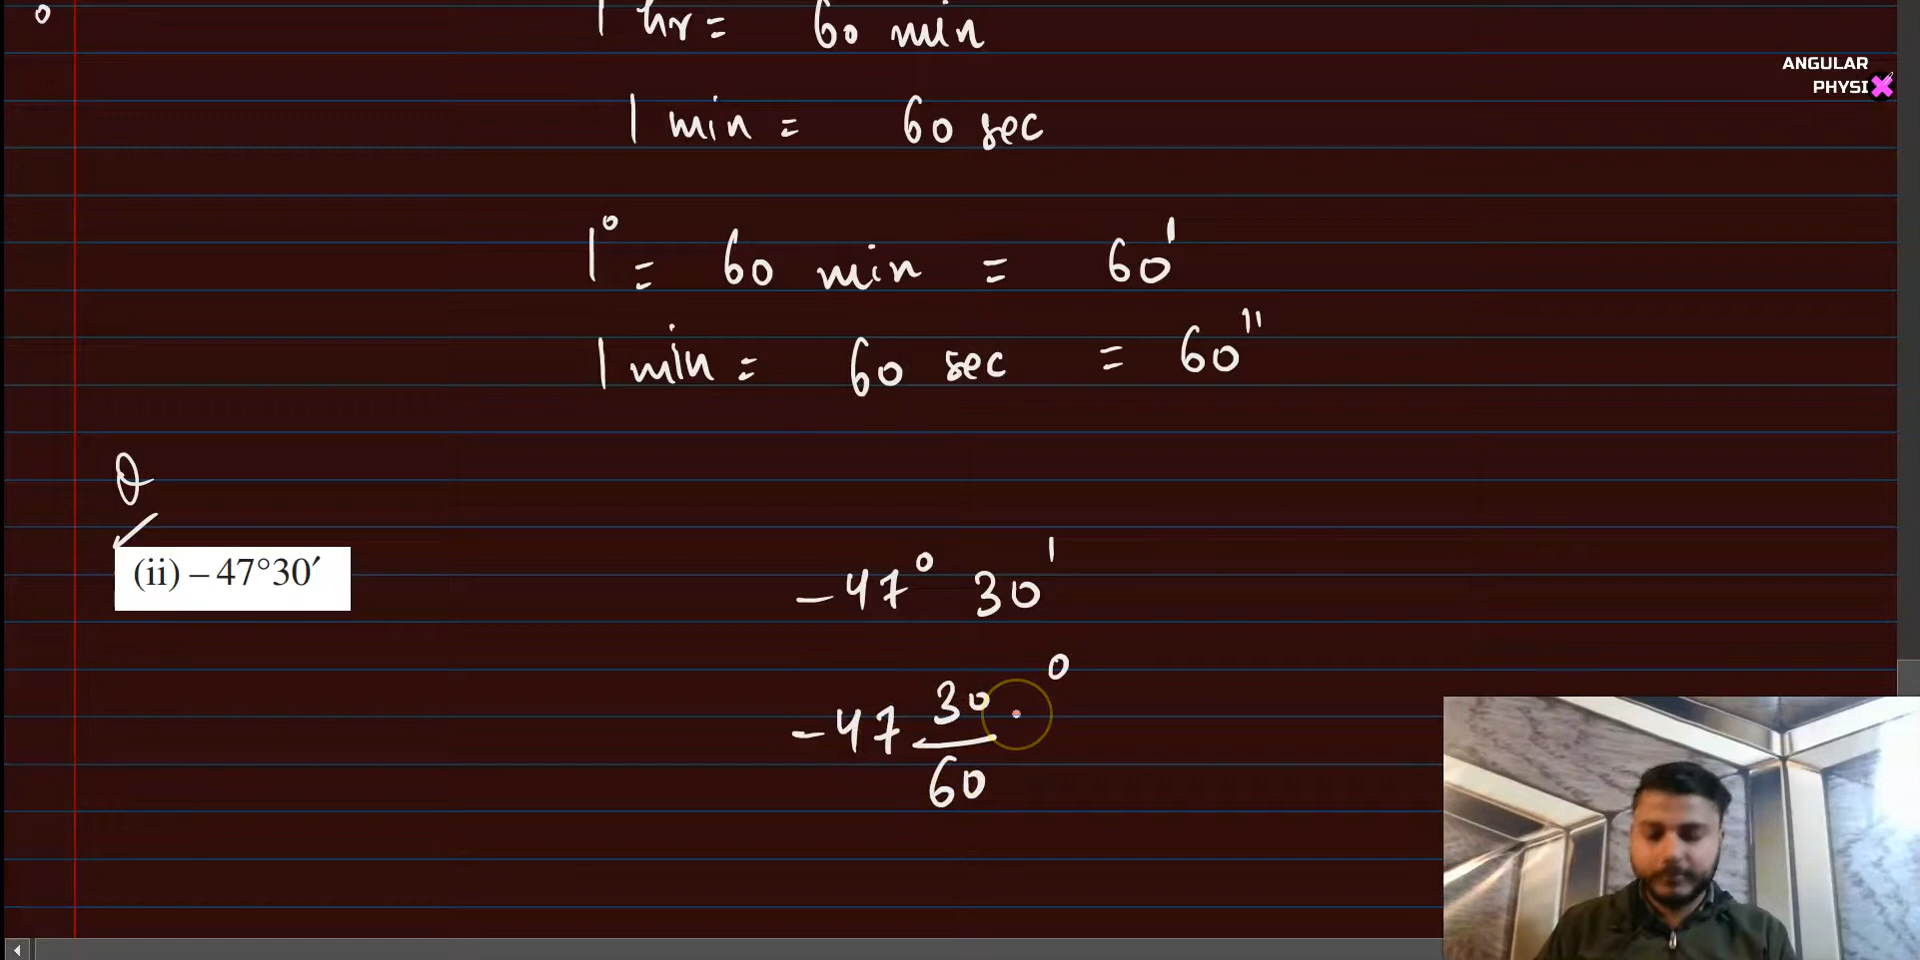 0
1 hr = 60 min
ANGULAR
PHYSI
1 min = 60 sec
1° = 60 min = 60'
1 min = 60 sec = 60"
θ
(ii) – 47°30′
– 47° 30'
– 47 30/60 °